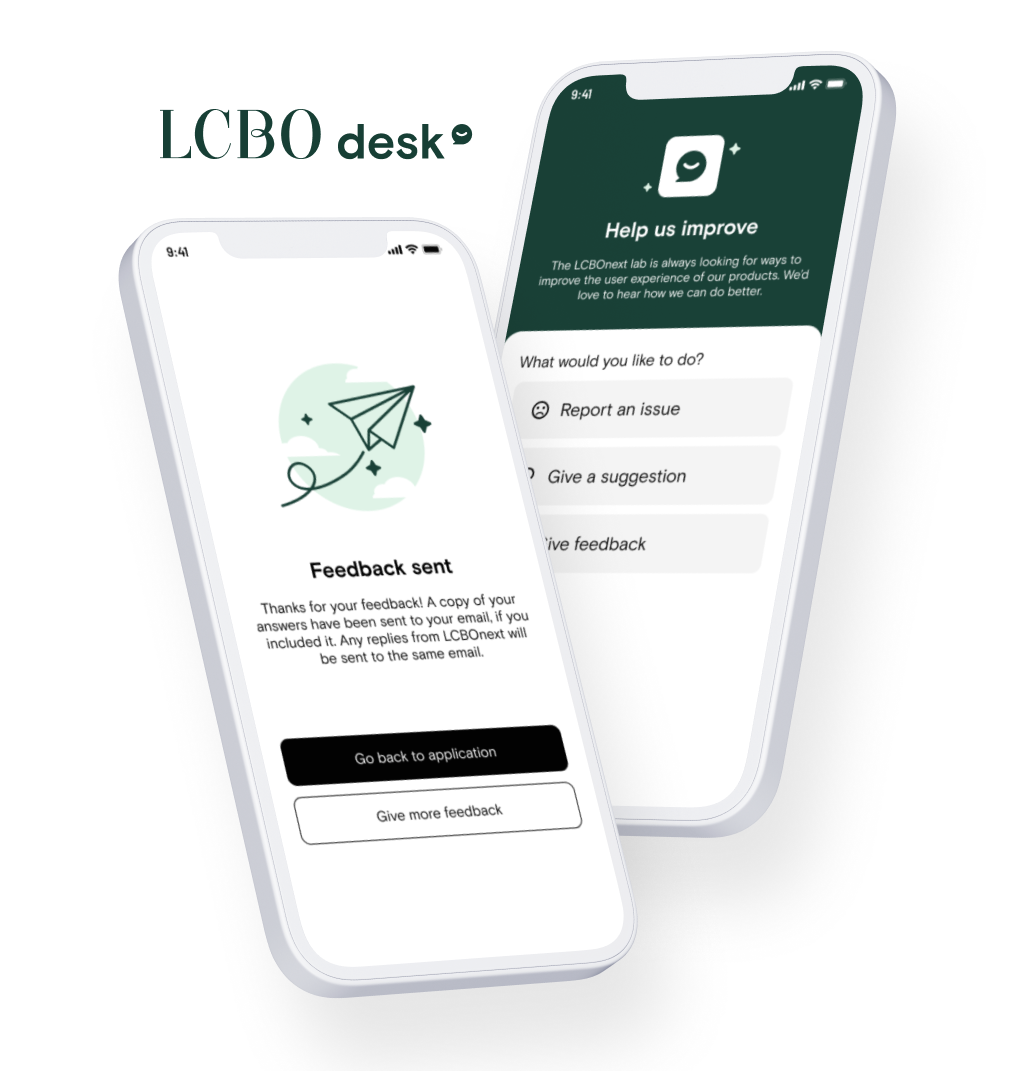 LCBO desk
9:41
Help us improve
The LCBOnext lab is always looking for ways to
improve the user experience of our products. We'd
love to hear how we can do better.
What would you like to do?
Report an issue
Give a suggestion
feedback
9:41
Feedback sent
Thanks for your feedback! A copy of your
answers have been sent to your email, if you
included it. Any replies from LCBOnext will
be sent to the same email.
Go back to application
Give more feedback